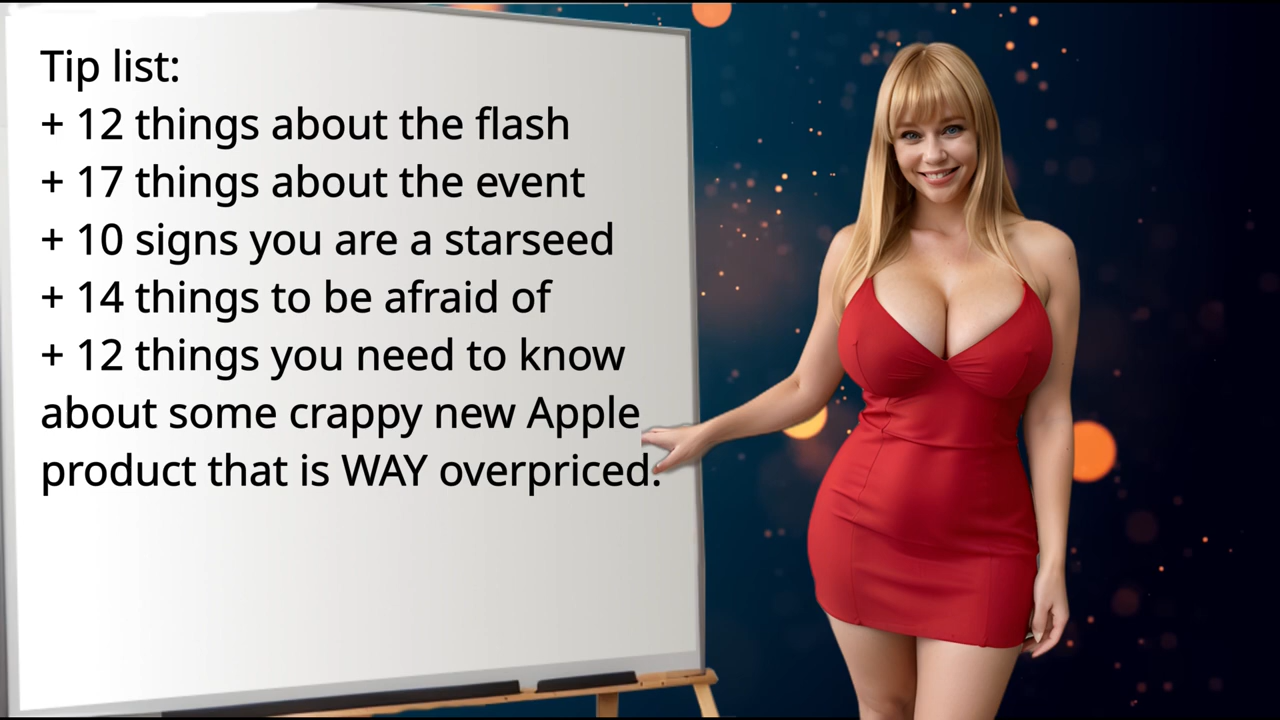 Tip list:
+ 12 things about the flash
+ 17 things about the event
+ 10 signs you are a starseed
+ 14 things to be afraid of
+ 12 things you need to know
about some crappy new Apple
product that is WAY overpriced.